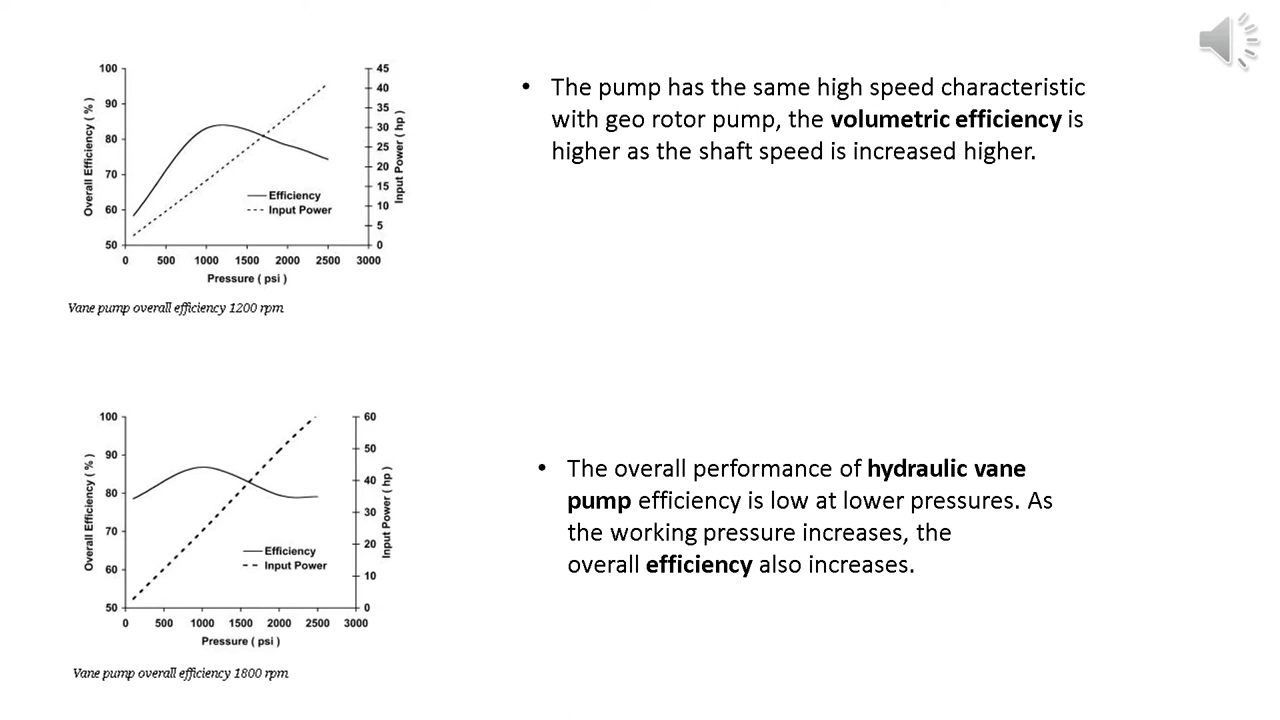 100
90
80
70
60
50
Overall Efficiency ( % )
45
40
35
30
25
20
15
10
5
0
Input Power ( hp )
Efficiency
Input Power
0 500 1000 1500 2000 2500 3000
Pressure ( psi )
Vane pump overall efficiency 1200 rpm
• The pump has the same high speed characteristic
with geo rotor pump, the volumetric efficiency is
higher as the shaft speed is increased higher.
100
90
80
70
60
50
Overall Efficiency ( % )
60
50
40
30
20
10
0
Input Power ( hp )
Efficiency
Input Power
0 500 1000 1500 2000 2500 3000
Pressure ( psi )
Vane pump overall efficiency 1800 rpm
• The overall performance of hydraulic vane
pump efficiency is low at lower pressures. As
the working pressure increases, the
overall efficiency also increases.